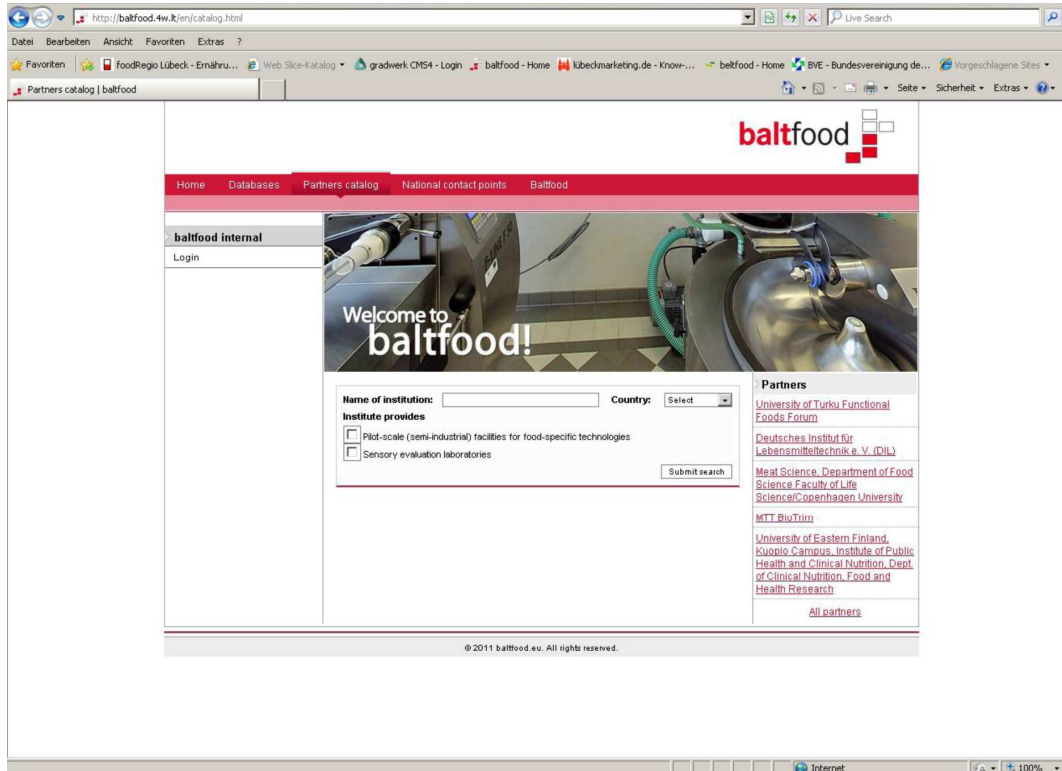 http://baltfood.4w.lt/en/catalog.html
Live Search
Datei Bearbeiten Ansicht Favoriten Extras ?
Favoriten foodRegio Lübeck - Ernähru... Web Slice-Katalog gradwerk CMS4 - Login baltfood - Home lübeckmarketing.de - Know-... beltfood - Home BVE - Bundesvereinigung de... Vorgeschlagene Sites
Partners catalog | baltfood
Seite Sicherheit Extras
baltfood
Home Databases Partners catalog National contact points Baltfood
baltfood internal
Login
Welcome to
baltfood!
Name of institution: Country: Select
Institute provides
Pilot-scale (semi-industrial) facilities for food-specific technologies
Sensory evaluation laboratories
Submit search
Partners
University of Turku Functional
Foods Forum
Deutsches Institut für
Lebensmitteltechnik e. V. (DIL)
Meat Science, Department of Food
Science Faculty of Life
Science/Copenhagen University
MTT BioTrim
University of Eastern Finland,
Kuopio Campus, Institute of Public
Health and Clinical Nutrition, Dept.
of Clinical Nutrition, Food and
Health Research
All partners
© 2011 baltfood.eu. All rights reserved.
Internet 100%